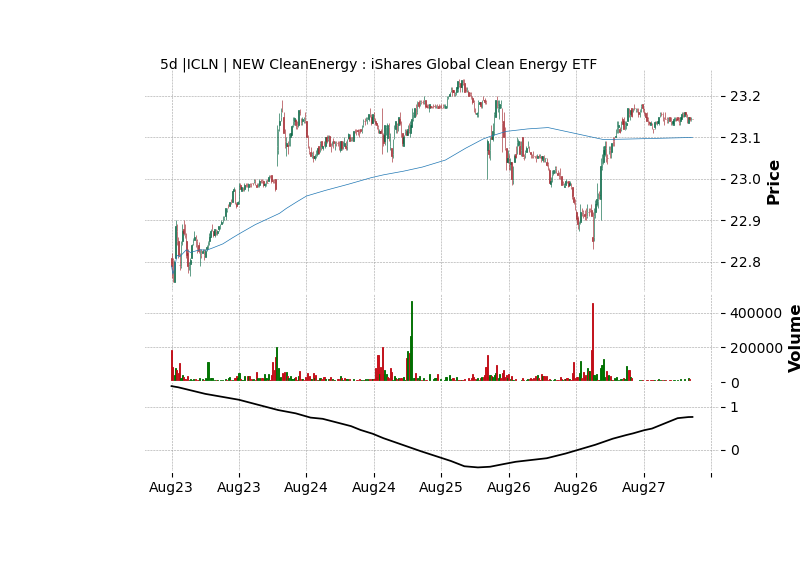 5d |ICLN | NEW CleanEnergy : iShares Global Clean Energy ETF
23.2
23.1
23.0
22.9
22.8
Price
400000
200000
0
Volume
1
0
Aug23 Aug23 Aug24 Aug24 Aug25 Aug26 Aug26 Aug27